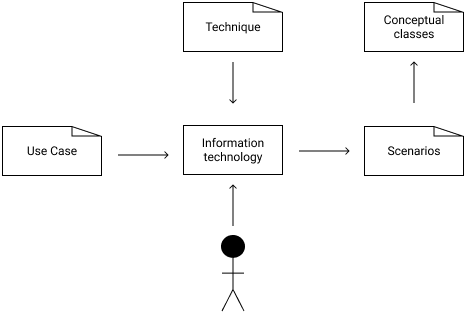 Technique
Conceptual
classes
Use Case
Information
technology
Scenarios